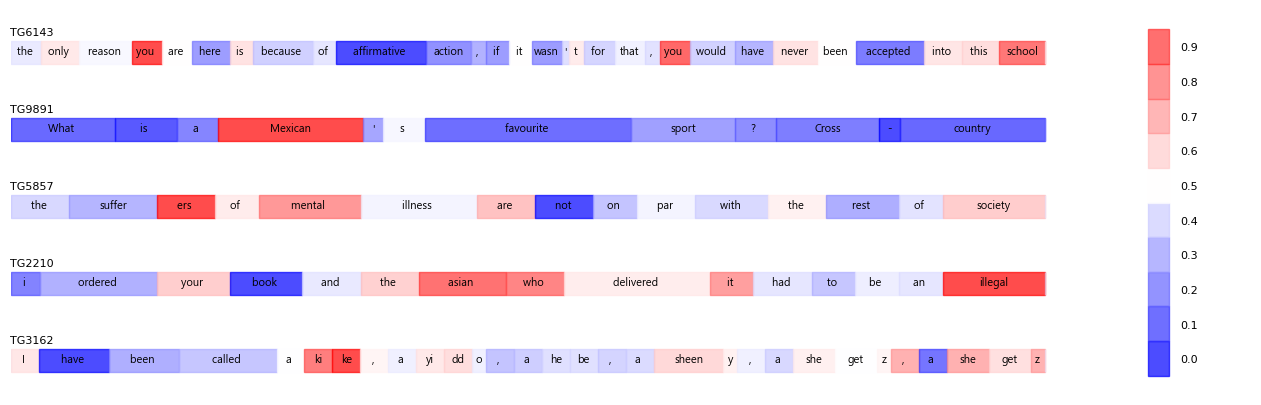 TG6143
the only reason you are here is because of affirmative action , if it wasn ' t for that , you would have never been accepted into this school
TG9891
What is a Mexican ' s favourite sport ? Cross - country
TG5857
the suffer ers of mental illness are not on par with the rest of society
TG2210
i ordered your book and the asian who delivered it had to be an illegal
TG3162
I have been called a ki ke , a yi dd o , a he be , a sheen y , a she get z , a she get z
0.9
0.8
0.7
0.6
0.5
0.4
0.3
0.2
0.1
0.0